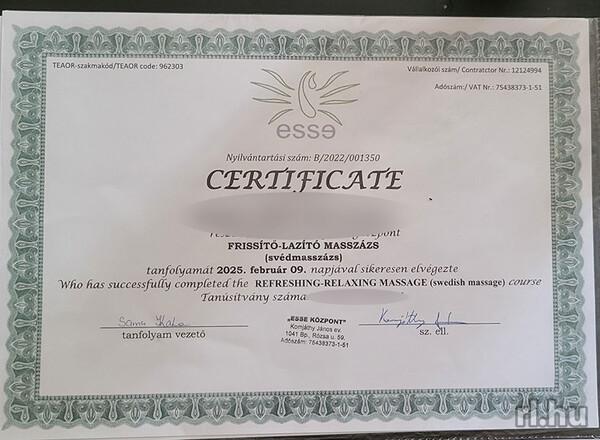 TEAOR-szakmakód/TEAOR code: 962303
Vállalkozói szám/ Contratctor Nr.: 12124994
Adószám:/ VAT Nr.: 75438373-1-51
esse
Nyilvántartási szám: B/2022/001350
CERTIFICATE
FRISSÍTŐ-LAZÍTÓ MASSZÁZS
(svédmasszázs)
tanfolyamát 2025. február 09. napjával sikeresen elvégezte
Who has successfully completed the REFRESHING-RELAXING MASSAGE (swedish massage) course
Tanúsítvány száma
„ESSE KÖZPONT"
Komjáthy János ev.
1041 Bp., Rózsa u. 59.
Adószám: 75438373-1-51
tanfolyam vezető
sz. ell.
rl.hu